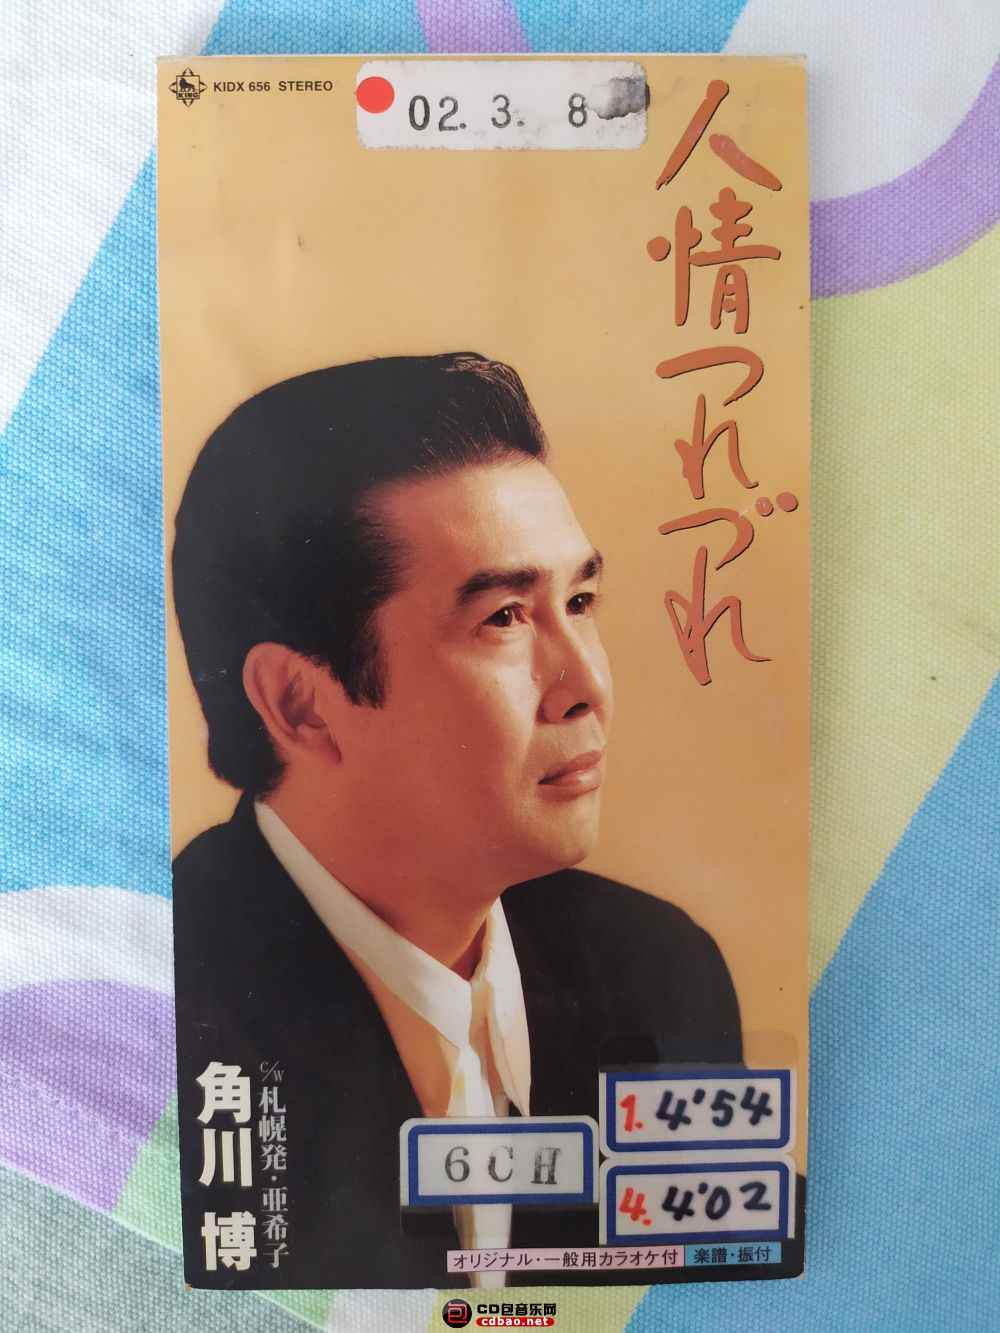 KING
KIDX 656 STEREO
02. 3. 8
人情つれづれ
角川 博
c/w 札幌発・亜希子
6CH
1. 4'54
4. 4'02
オリジナル・一般用カラオケ付
楽譜・振付
CD包音乐网
cdbao.net